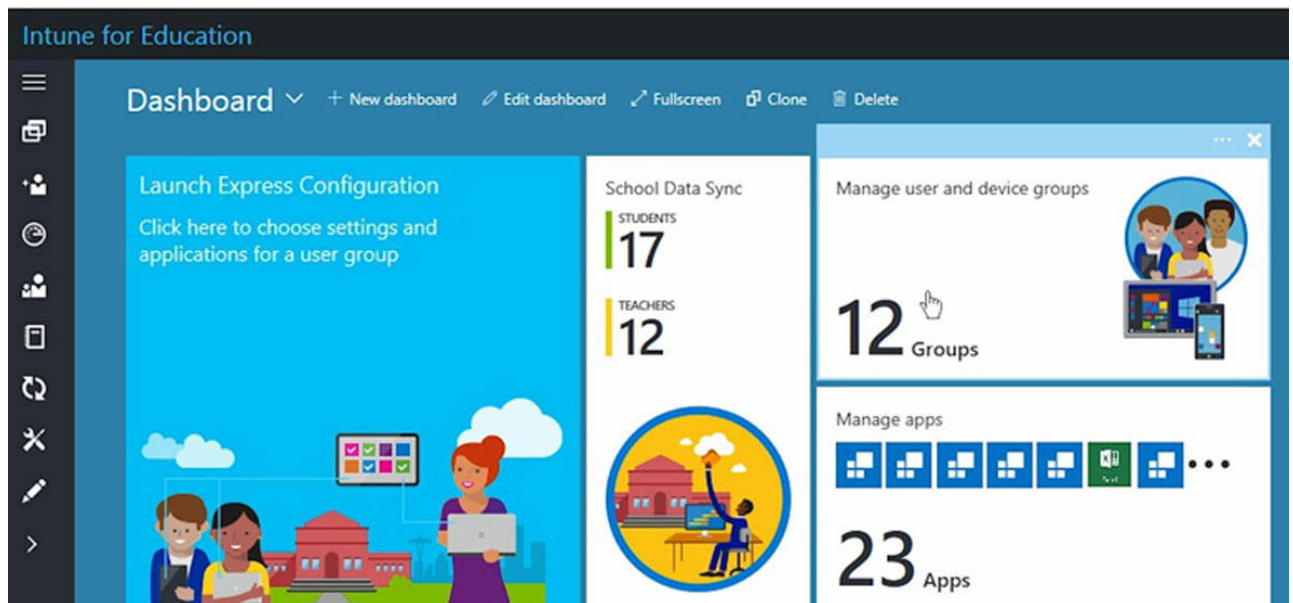 Intune for Education
Dashboard
New dashboard
Edit dashboard
Fullscreen
Clone
Delete
Launch Express Configuration
Click here to choose settings and
applications for a user group
School Data Sync
STUDENTS
17
TEACHERS
12
Manage user and device groups
12 Groups
Manage apps
23 Apps